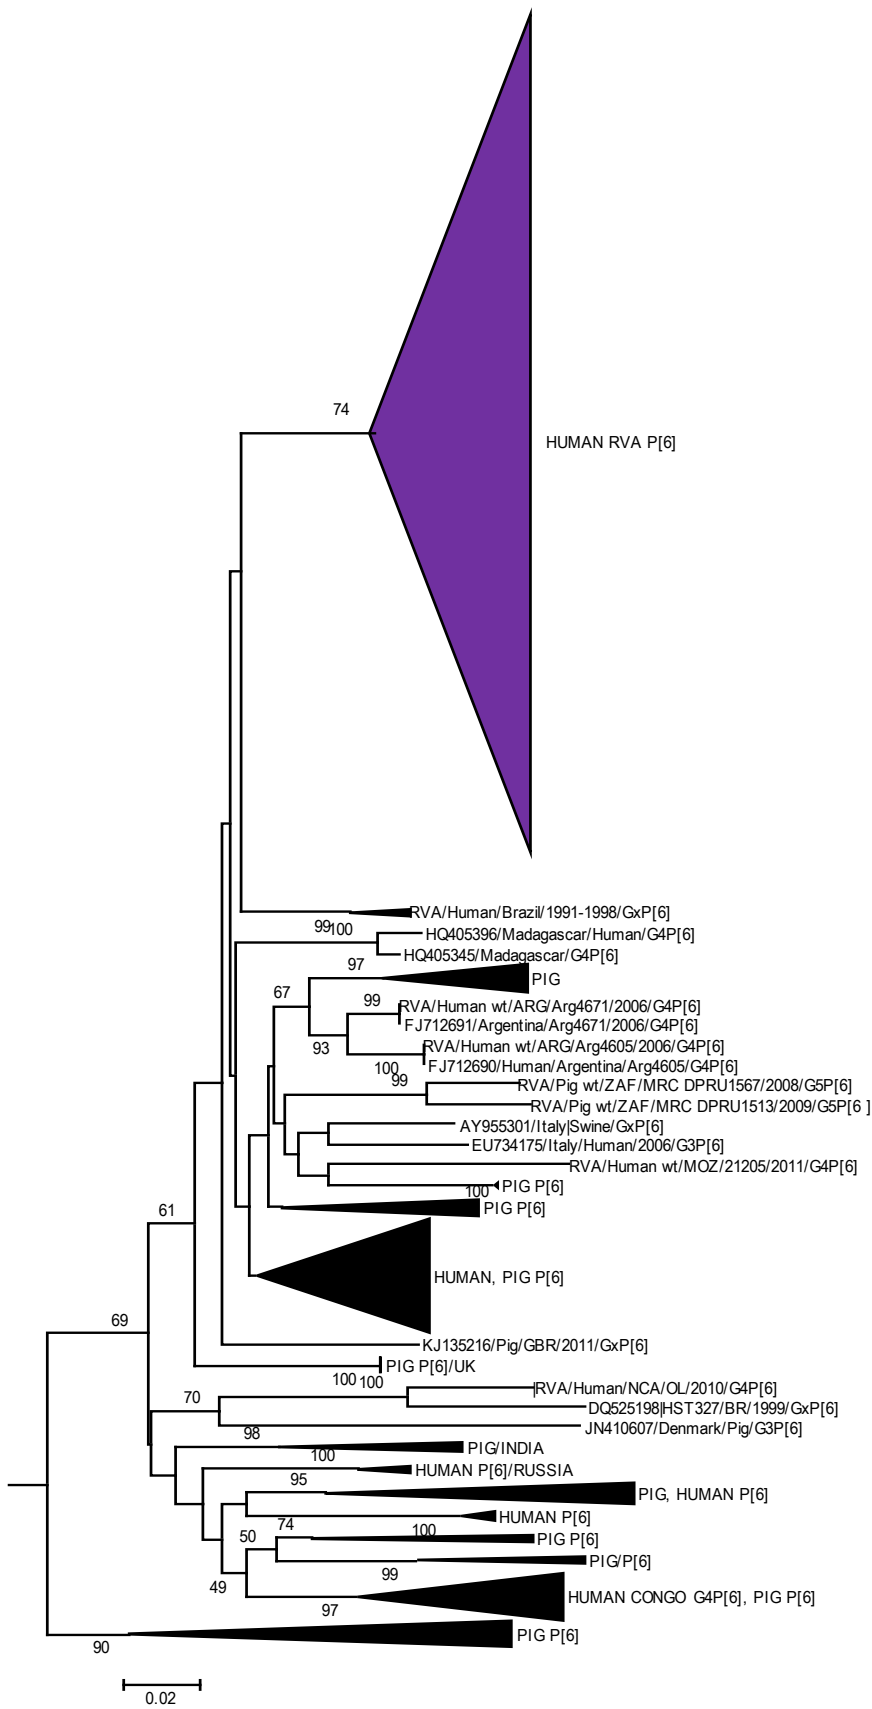 74
HUMAN RVA P[6]
RVA/Human/Brazil/1991-1998/GxP[6]
99
100
HQ405396/Madagascar/Human/G4P[6]
HQ405345/Madagascar/G4P[6]
97
PIG
67
99
RVA/Human wt/ARG/Arg4671/2006/G4P[6]
FJ712691/Argentina/Arg4671/2006/G4P[6]
93
RVA/Human wt/ARG/Arg4605/2006/G4P[6]
100
FJ712690/Human/Argentina/Arg4605/G4P[6]
99
RVA/Pig wt/ZAF/MRC DPRU1567/2008/G5P[6]
RVA/Pig wt/ZAF/MRC DPRU1513/2009/G5P[6 ]
AY955301/Italy|Swine/GxP[6]
EU734175/Italy/Human/2006/G3P[6]
RVA/Human wt/MOZ/21205/2011/G4P[6]
PIG P[6]
100
PIG P[6]
61
HUMAN, PIG P[6]
69
KJ135216/Pig/GBR/2011/GxP[6]
PIG P[6]/UK
100
100
RVA/Human/NCA/OL/2010/G4P[6]
70
DQ525198|HST327/BR/1999/GxP[6]
JN410607/Denmark/Pig/G3P[6]
98
PIG/INDIA
100
HUMAN P[6]/RUSSIA
95
PIG, HUMAN P[6]
HUMAN P[6]
74
100
50
PIG P[6]
PIG/P[6]
99
49
HUMAN CONGO G4P[6], PIG P[6]
97
PIG P[6]
90
0.02